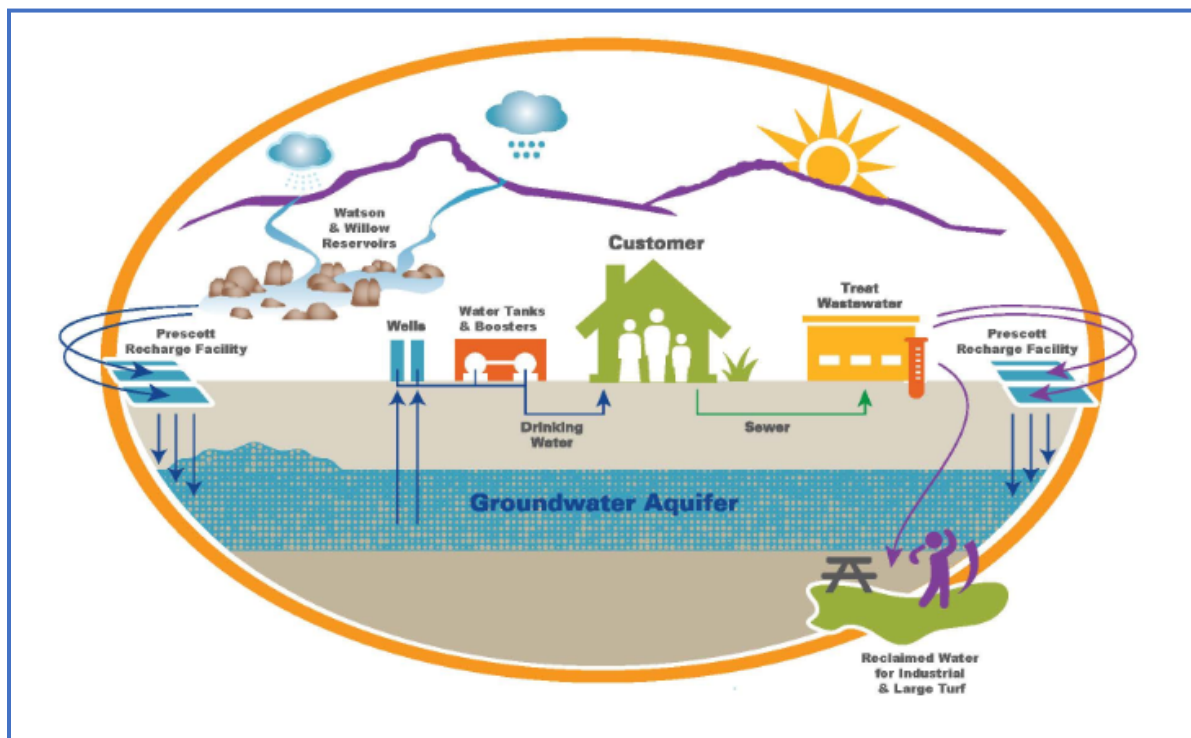 Watson
& Willow
Reservoirs
Customer
Treat
Wastewater
Water Tanks
& Boosters
Wells
Prescott
Recharge Facility
Prescott
Recharge Facility
Drinking
Water
Sewer
Groundwater Aquifer
Reclaimed Water
for Industrial
& Large Turf